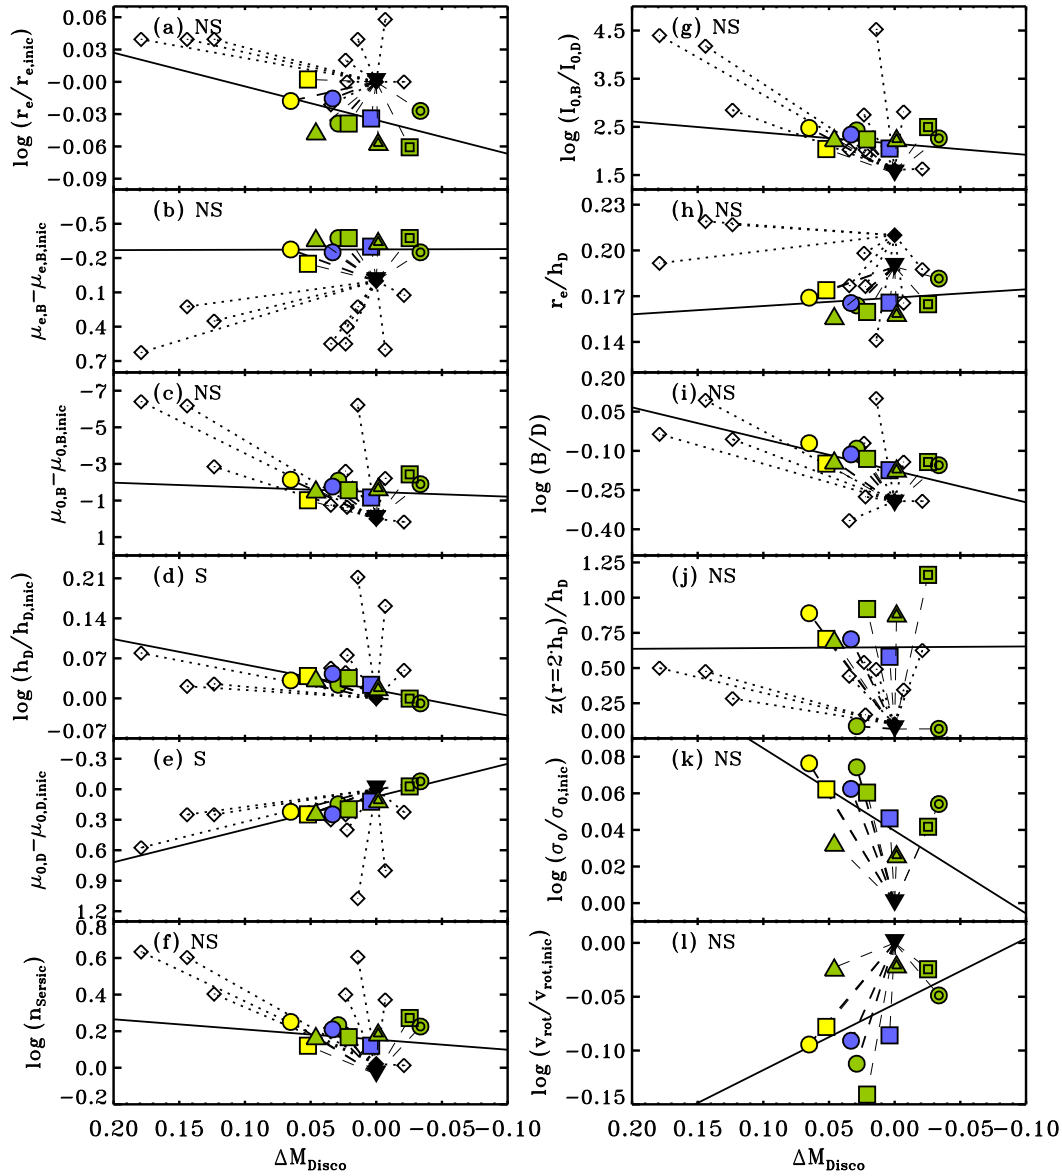 (a) NS
0.06
0.03
−0.00
−0.03
−0.06
−0.09
log (r_e/r_e,inic)
(b) NS
−0.5
−0.2
0.1
0.4
0.7
μ_e,B−μ_e,B,inic
(c) NS
−7
−5
−3
−1
1
μ_0,B−μ_0,B,inic
(d) S
0.21
0.14
0.07
0.00
−0.07
log (h_D/h_D,inic)
(e) S
−0.3
0.0
0.3
0.6
0.9
1.2
μ_0,D−μ_0,D,inic
(f) NS
0.8
0.6
0.4
0.2
−0.0
−0.2
log (n_Sersic)
0.20 0.15 0.10 0.05 0.00 −0.05 −0.10
ΔM_Disco
(g) NS
4.5
3.5
2.5
1.5
log (I_0,B/I_0,D)
(h) NS
0.23
0.20
0.17
0.14
r_e/h_D
(i) NS
0.20
0.05
−0.10
−0.25
−0.40
log (B/D)
(j) NS
1.25
1.00
0.75
0.50
0.25
0.00
z(r=2·h_D)/h_D
(k) NS
0.08
0.06
0.04
0.02
0.00
log (σ_0/σ_0,inic)
(l) NS
0.00
−0.05
−0.10
−0.15
log (v_rot/v_rot,inic)
0.20 0.15 0.10 0.05 0.00 −0.05 −0.10
ΔM_Disco